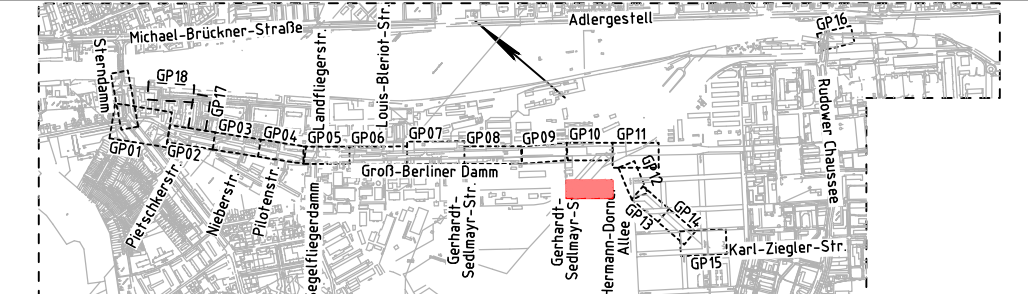 Michael-Brückner-Straße
Adlergestell
GP16
Sterndamm
GP18
GP17
Landfliegerstr.
Louis-Bleriot-Str.
Rudower Chaussee
GP01
GP02
GP03
GP04
GP05
GP06
GP07
GP08
GP09
GP10
GP11
GP12
GP13
GP14
GP15
Groß-Berliner Damm
Pietschkerstr.
Nieberstr.
Pilotenstr.
egelfliegerdamm
Gerhardt-
Sedlmayr-Str.
Gerhardt-
Sedlmayr-S
Hermann-Dorne
Allee
Karl-Ziegler-Str.